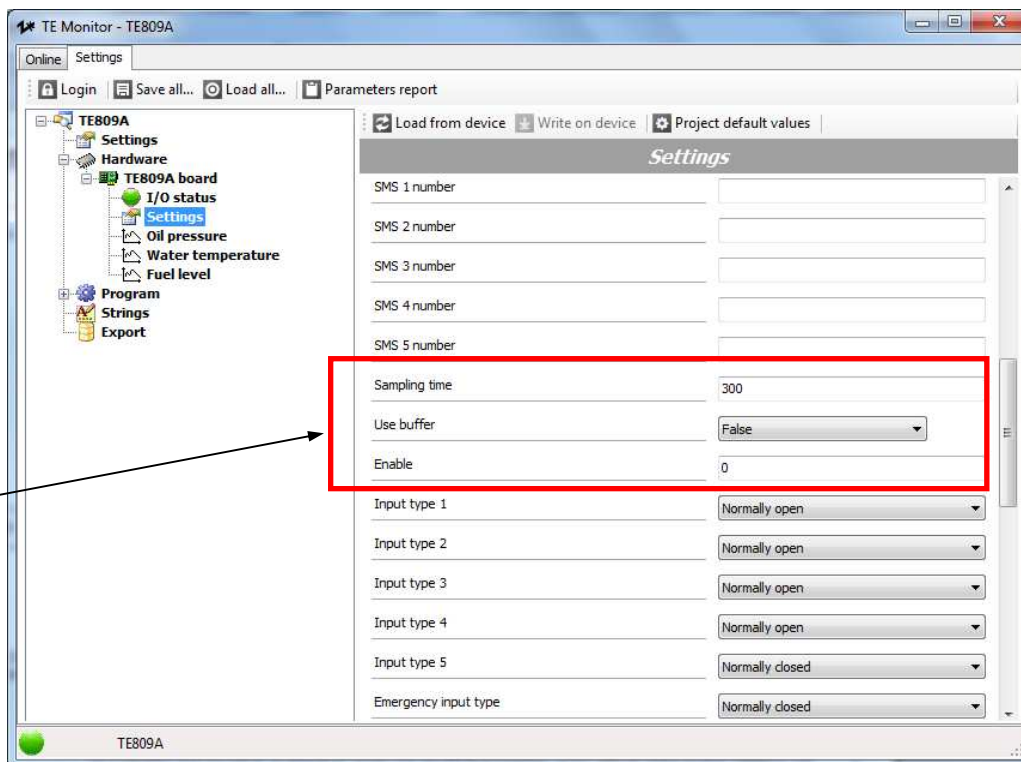 TE Monitor - TE809A
Online Settings
Login Save all... Load all... Parameters report
TE809A
Settings
Hardware
TE809A board
I/O status
Settings
Oil pressure
Water temperature
Fuel level
Program
Strings
Export
Load from device Write on device Project default values
Settings
SMS 1 number
SMS 2 number
SMS 3 number
SMS 4 number
SMS 5 number
Sampling time 300
Use buffer False
Enable 0
Input type 1 Normally open
Input type 2 Normally open
Input type 3 Normally open
Input type 4 Normally open
Input type 5 Normally closed
Emergency input type Normally closed
TE809A